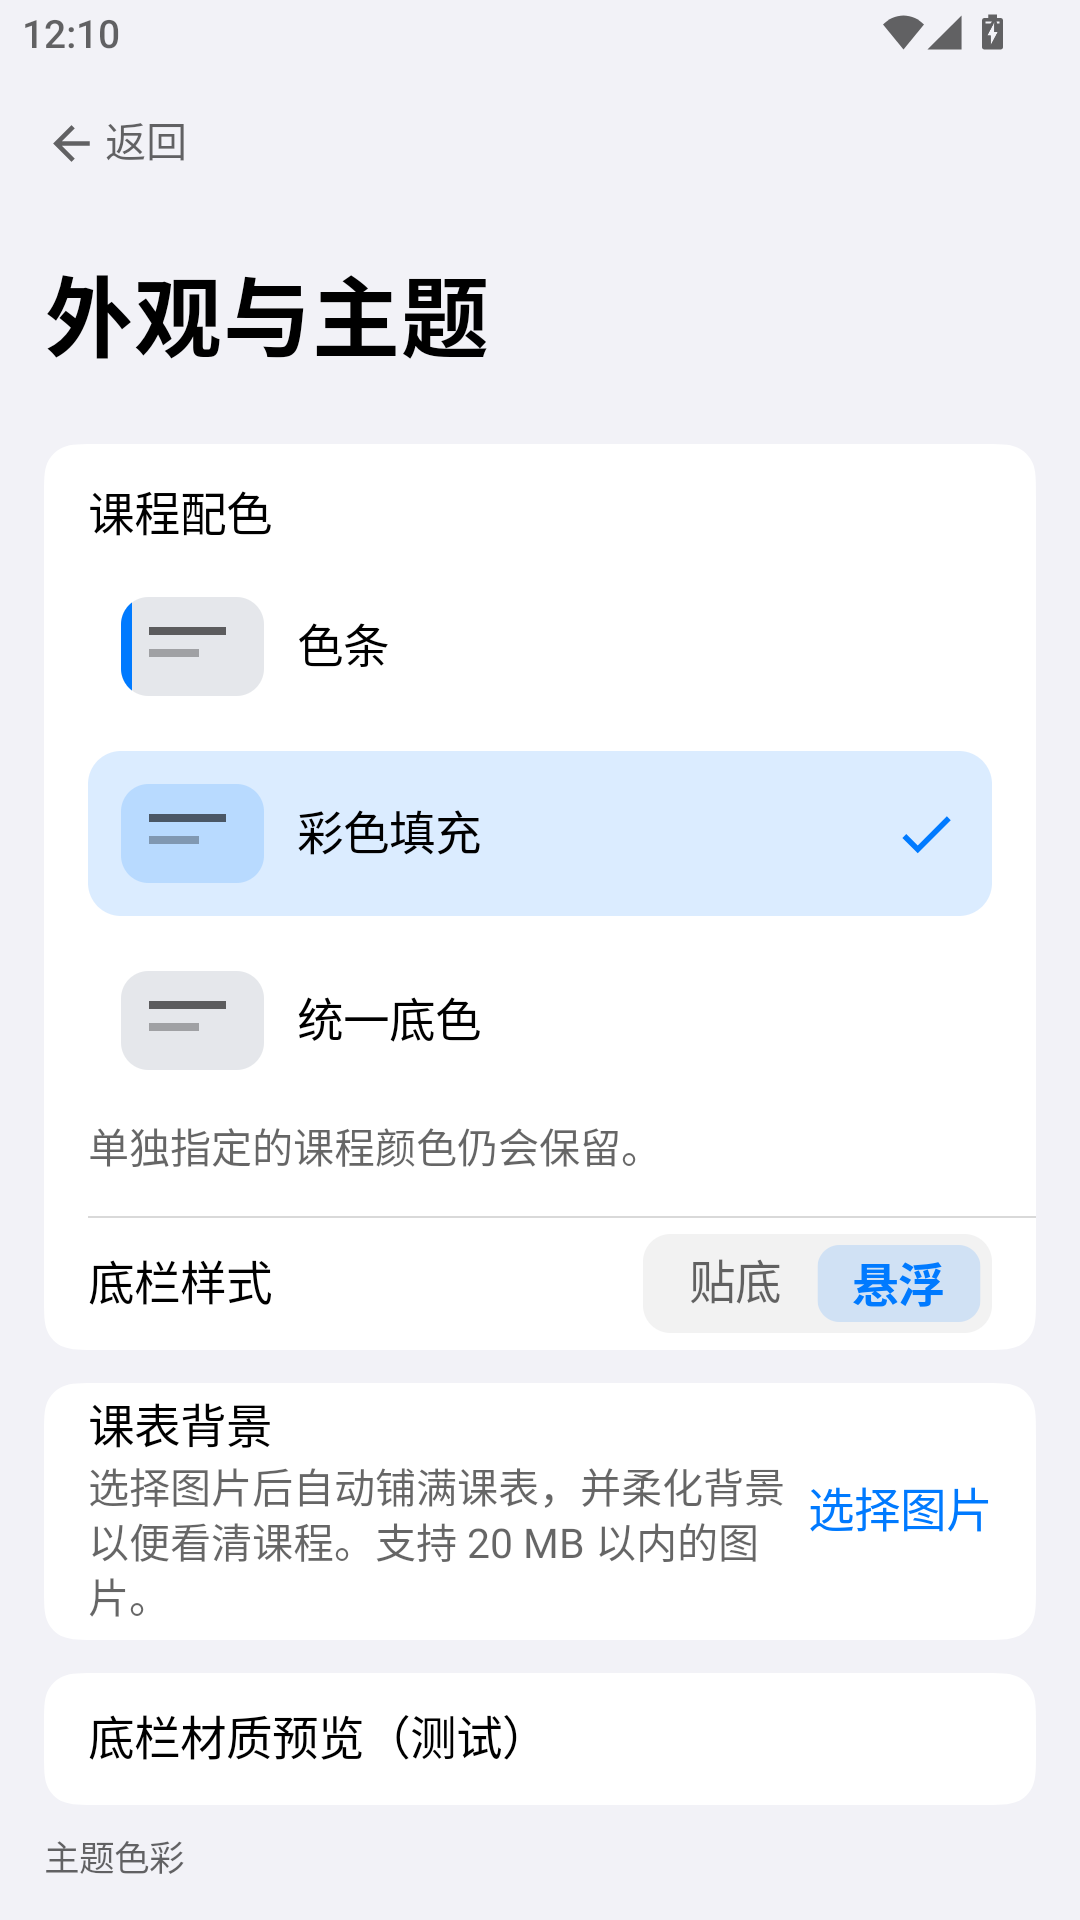 12:10
返回
外观与主题
课程配色
色条
彩色填充
统一底色
单独指定的课程颜色仍会保留。
底栏样式
贴底
悬浮
课表背景
选择图片后自动铺满课表，并柔化背景
以便看清课程。支持 20 MB 以内的图
片。
选择图片
底栏材质预览（测试）
主题色彩